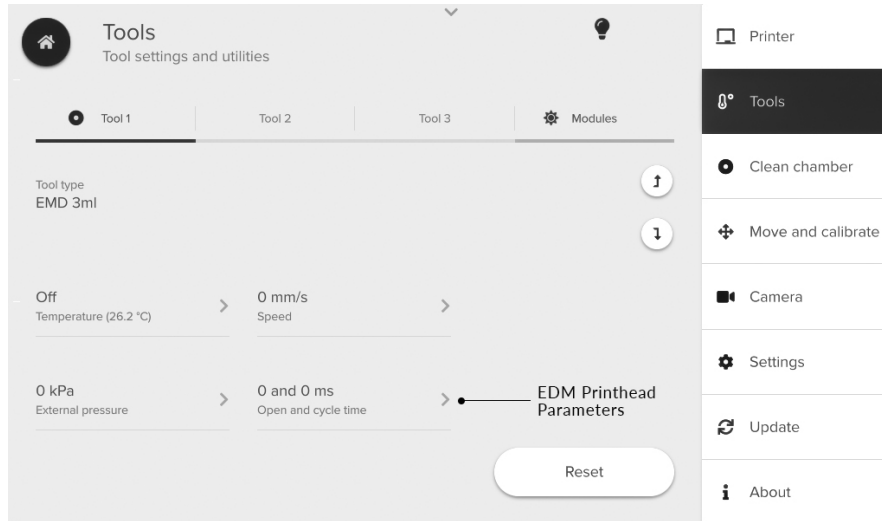 Tools
Tool settings and utilities
Tool 1 Tool 2 Tool 3 Modules
Tool type
EMD 3ml
Off
Temperature (26.2 °C)
0 mm/s
Speed
0 kPa
External pressure
0 and 0 ms
Open and cycle time
EDM Printhead
Parameters
Reset
Printer
Tools
Clean chamber
Move and calibrate
Camera
Settings
Update
About